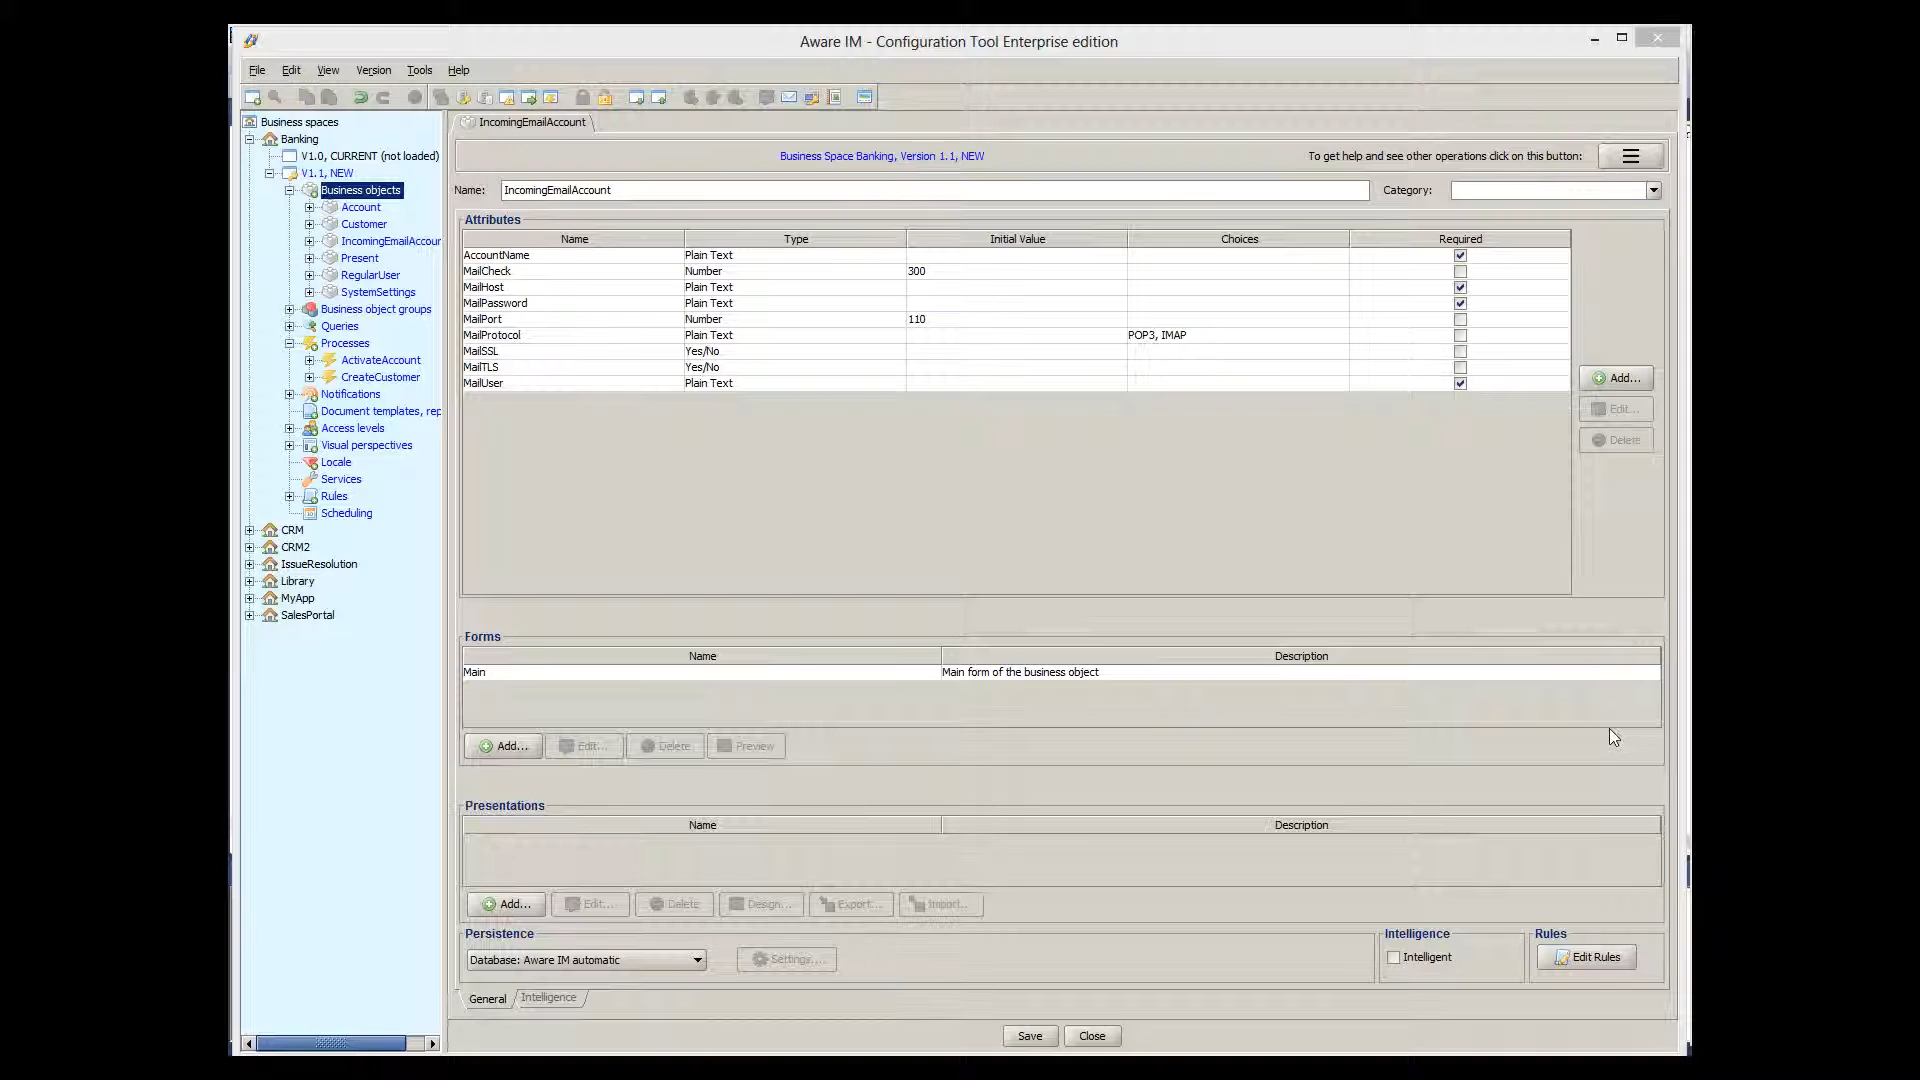 Aware IM - Configuration Tool Enterprise edition
File Edit View Version Tools Help
Business spaces
Banking
V1.0, CURRENT (not loaded)
V1.1, NEW
Business objects
Account
Customer
IncomingEmailAccour
Present
RegularUser
SystemSettings
Business object groups
Queries
Processes
ActivateAccount
CreateCustomer
Notifications
Document templates, rep
Access levels
Visual perspectives
Locale
Services
Rules
Scheduling
CRM
CRM2
IssueResolution
Library
MyApp
SalesPortal
IncomingEmailAccount
Business Space Banking, Version 1.1, NEW
To get help and see other operations click on this button:
Name: IncomingEmailAccount Category:
Attributes
Name Type Initial Value Choices Required
AccountName Plain Text
MailCheck Number 300
MailHost Plain Text
MailPassword Plain Text
MailPort Number 110
MailProtocol Plain Text POP3, IMAP
MailSSL Yes/No
MailTLS Yes/No
MailUser Plain Text
Add...
Edit...
Delete
Forms
Name Description
Main Main form of the business object
Add... Edit... Delete Preview
Presentations
Name Description
Add... Edit... Delete Design... Export... Import...
Persistence Intelligence Rules
Database: Aware IM automatic Settings... Intelligent Edit Rules
General Intelligence
Save Close